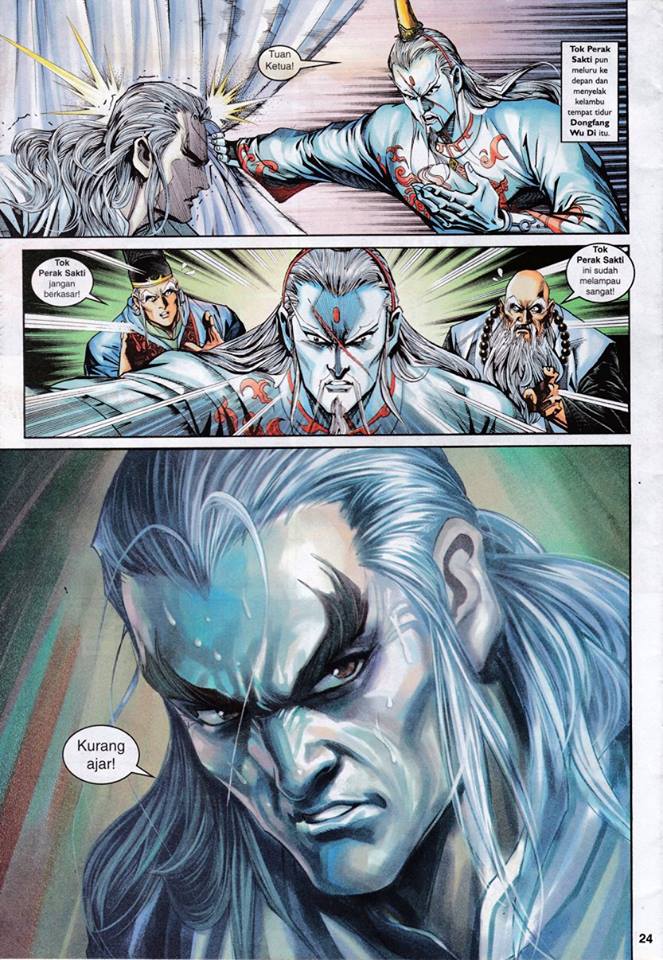 Tuan
Ketua!
Tok Perak
Sakti pun
meluru ke
depan dan
menyelak
kelambu
tempat tidur
Dongfang
Wu Di itu.
Tok
Perak Sakti
jangan
berkasar!
Tok
Perak Sakti
ini sudah
melampau
sangat!
Kurang
ajar!
24